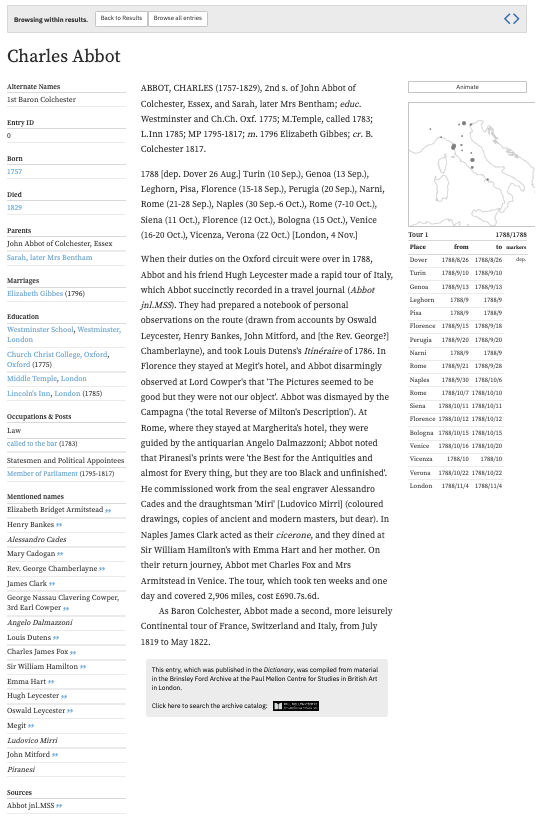 Browsing within results.
Back to Results
Browse all entries
Charles Abbot
Alternate Names
1st Baron Colchester
Entry ID
0
Born
1757
Died
1829
Parents
John Abbot of Colchester, Essex
Sarah, later Mrs Bentham
Marriages
Elizabeth Gibbes (1796)
Education
Westminster School, Westminster,
London
Church Christ College, Oxford,
Oxford (1775)
Middle Temple, London
Lincoln's Inn, London (1785)
Occupations & Posts
Law
called to the bar (1783)
Statesmen and Political Appointees
Member of Parliament (1795-1817)
Mentioned names
Elizabeth Bridget Armitstead
Henry Bankes
Alessandro Cades
Mary Cadogan
Rev. George Chamberlayne
James Clark
George Nassau Clavering Cowper,
3rd Earl Cowper
Angelo Dalmazzoni
Louis Dutens
Charles James Fox
Sir William Hamilton
Emma Hart
Hugh Leycester
Oswald Leycester
Megit
Ludovico Mirri
John Mitford
Piranesi
Sources
Abbot jnl.MSS
ABBOT, CHARLES (1757-1829), 2nd s. of John Abbot of
Colchester, Essex, and Sarah, later Mrs Bentham; educ.
Westminster and Ch.Ch. Oxf. 1775; M.Temple, called 1783;
L.Inn 1785; MP 1795-1817; m. 1796 Elizabeth Gibbes; cr. B.
Colchester 1817.
1788 [dep. Dover 26 Aug.] Turin (10 Sep.), Genoa (13 Sep.),
Leghorn, Pisa, Florence (15-18 Sep.), Perugia (20 Sep.), Narni,
Rome (21-28 Sep.), Naples (30 Sep.-6 Oct.), Rome (7-10 Oct.),
Siena (11 Oct.), Florence (12 Oct.), Bologna (15 Oct.), Venice
(16-20 Oct.), Vicenza, Verona (22 Oct.) [London, 4 Nov.]
When their duties on the Oxford circuit were over in 1788,
Abbot and his friend Hugh Leycester made a rapid tour of Italy,
which Abbot succinctly recorded in a travel journal (Abbot
jnl.MSS). They had prepared a notebook of personal
observations on the route (drawn from accounts by Oswald
Leycester, Henry Bankes, John Mitford, and [the Rev. George?]
Chamberlayne), and took Louis Dutens's Itinéraire of 1786. In
Florence they stayed at Megit's hotel, and Abbot disarmingly
observed at Lord Cowper's that 'The Pictures seemed to be
good but they were not our object'. Abbot was dismayed by the
Campagna ('the total Reverse of Milton's Description'). At
Rome, where they stayed at Margherita's hotel, they were
guided by the antiquarian Angelo Dalmazzoni; Abbot noted
that Piranesi's prints were 'the Best for the Antiquities and
almost for Every thing, but they are too Black and unfinished'.
He commissioned work from the seal engraver Alessandro
Cades and the draughtsman 'Miri' [Ludovico Mirri] (coloured
drawings, copies of ancient and modern masters, but dear). In
Naples James Clark acted as their cicerone, and they dined at
Sir William Hamilton's with Emma Hart and her mother. On
their return journey, Abbot met Charles Fox and Mrs
Armitstead in Venice. The tour, which took ten weeks and one
day and covered 2,906 miles, cost £690.7s.6d.
As Baron Colchester, Abbot made a second, more leisurely
Continental tour of France, Switzerland and Italy, from July
1819 to May 1822.
This entry, which was published in the Dictionary, was compiled from material
in the Brinsley Ford Archive at the Paul Mellon Centre for Studies in British Art
in London.
Click here to search the archive catalog:
Animate
Tour 1 1788/1788
Place from to markers
Dover 1788/8/26 1788/8/26 dep.
Turin 1788/9/10 1788/9/10
Genoa 1788/9/13 1788/9/13
Leghorn 1788/9 1788/9
Pisa 1788/9 1788/9
Florence 1788/9/15 1788/9/18
Perugia 1788/9/20 1788/9/20
Narni 1788/9 1788/9
Rome 1788/9/21 1788/9/28
Naples 1788/9/30 1788/10/6
Rome 1788/10/7 1788/10/10
Siena 1788/10/11 1788/10/11
Florence 1788/10/12 1788/10/12
Bologna 1788/10/15 1788/10/15
Venice 1788/10/16 1788/10/20
Vicenza 1788/10 1788/10
Verona 1788/10/22 1788/10/22
London 1788/11/4 1788/11/4